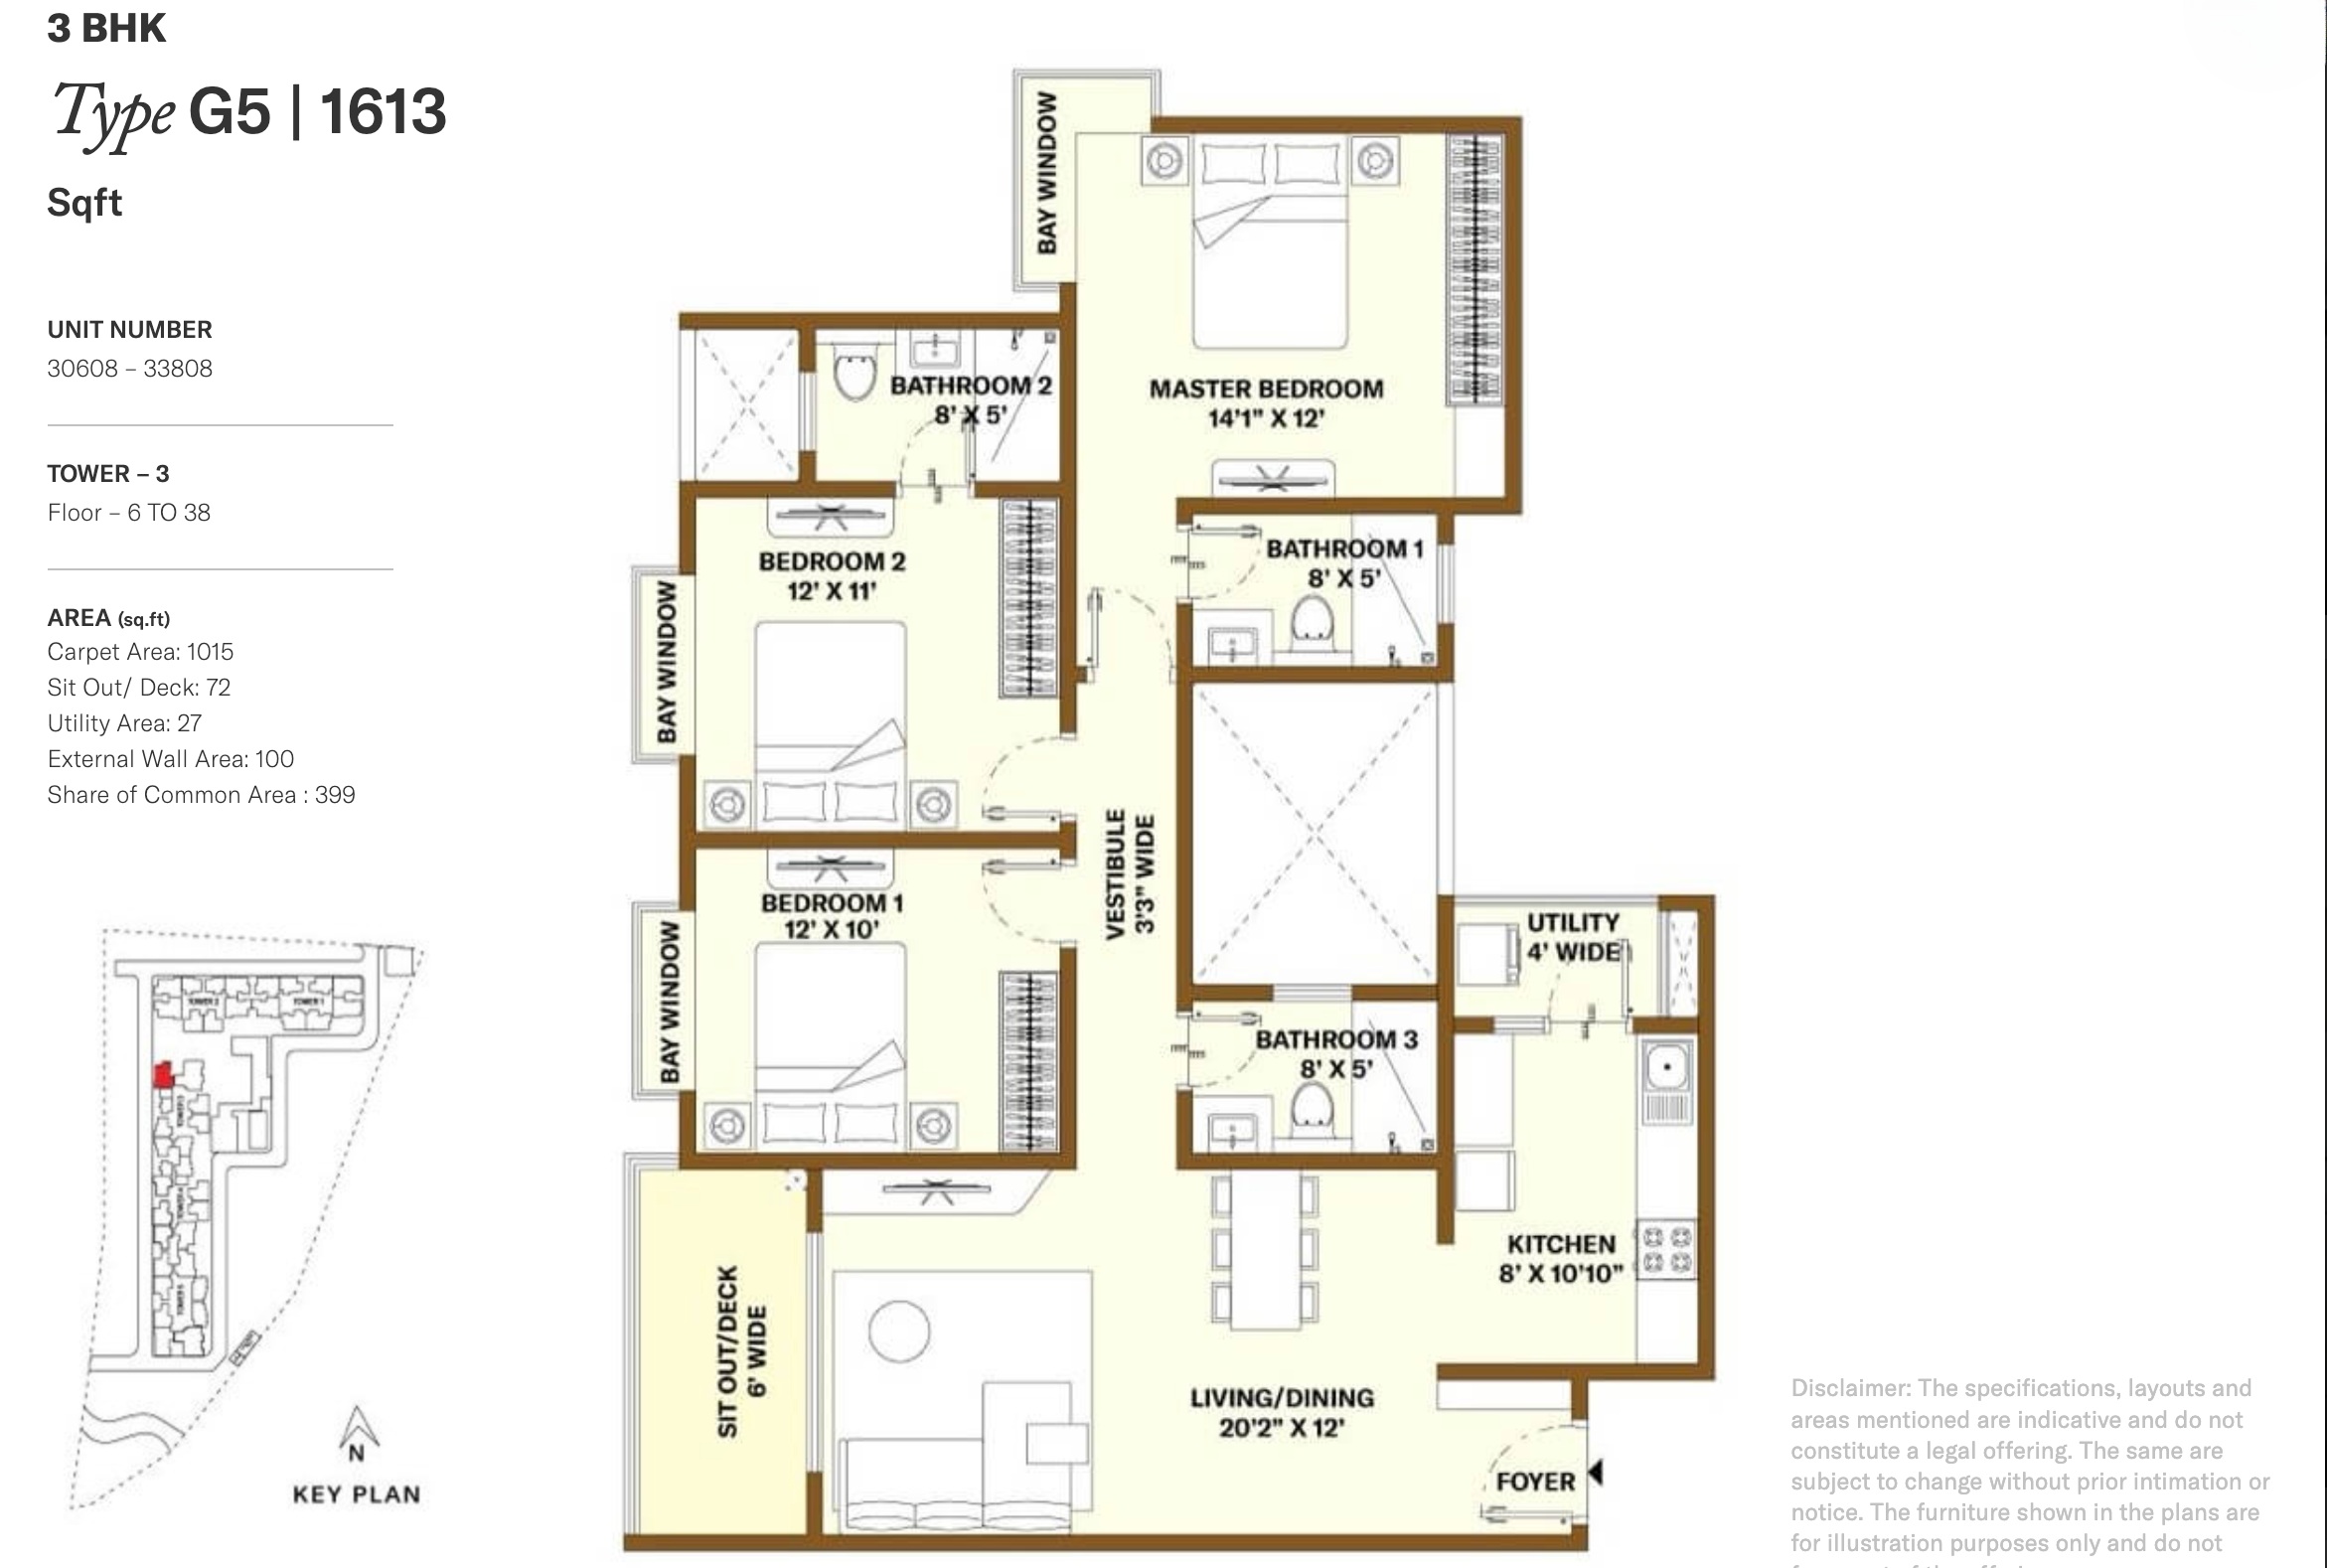 3 BHK
Type G5 | 1613
Sqft
UNIT NUMBER
30608 – 33808
TOWER – 3
Floor – 6 TO 38
AREA (sq.ft)
Carpet Area: 1015
Sit Out/ Deck: 72
Utility Area: 27
External Wall Area: 100
Share of Common Area : 399
TOWER 2
TOWER 1
N
KEY PLAN
BAY WINDOW
MASTER BEDROOM
14'1" X 12'
BATHROOM 2
8' X 5'
BEDROOM 2
12' X 11'
BAY WINDOW
BATHROOM 1
8' X 5'
VESTIBULE
3'3" WIDE
BEDROOM 1
12' X 10'
BAY WINDOW
UTILITY
4' WIDE
BATHROOM 3
8' X 5'
KITCHEN
8' X 10'10"
SIT OUT/DECK
6' WIDE
LIVING/DINING
20'2" X 12'
FOYER
Disclaimer: The specifications, layouts and
areas mentioned are indicative and do not
constitute a legal offering. The same are
subject to change without prior intimation or
notice. The furniture shown in the plans are
for illustration purposes only and do not